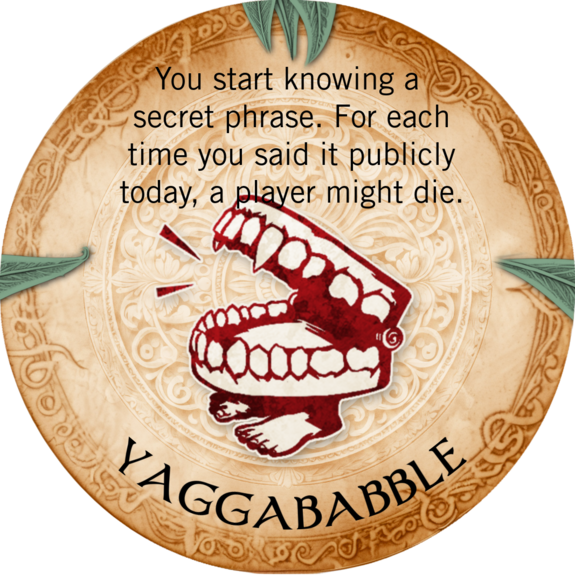 You start knowing a
secret phrase. For each
time you said it publicly
today, a player might die.
YAGGABABBLE